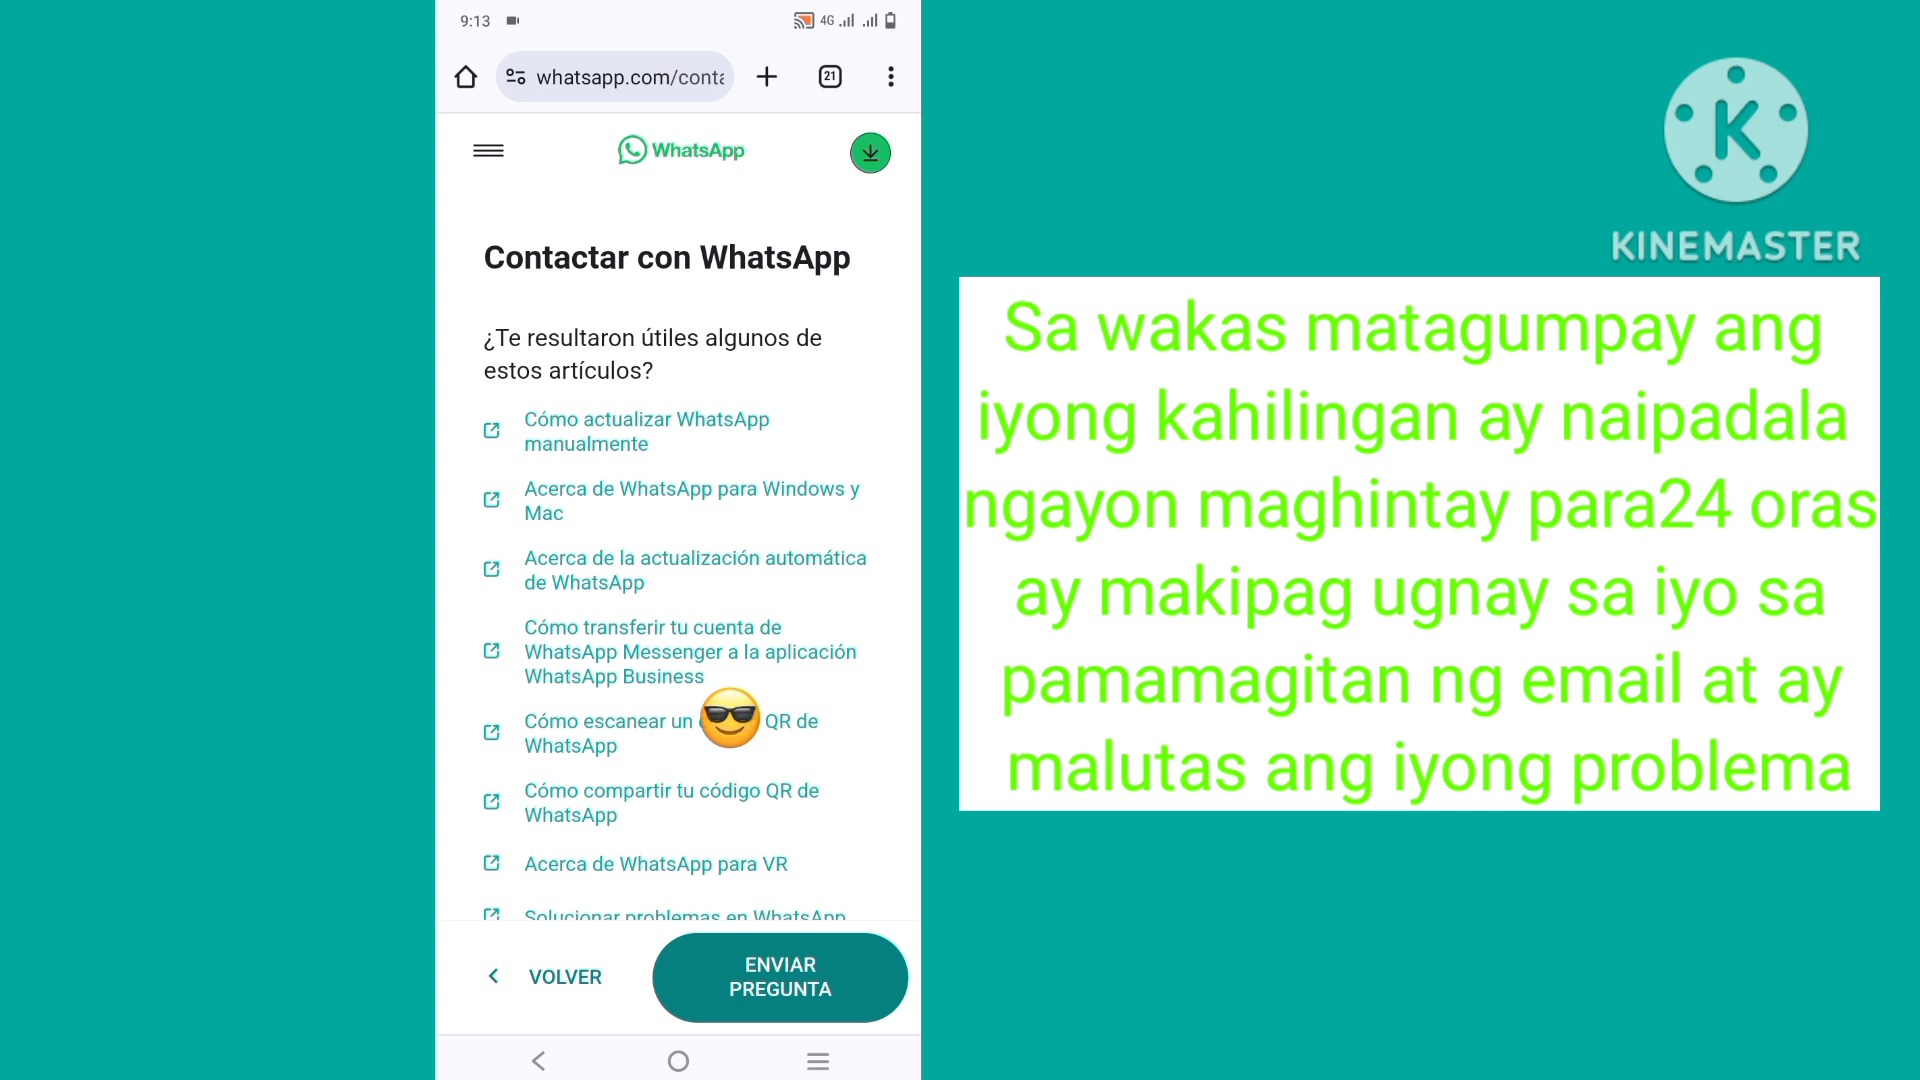 9:13
4G
whatsapp.com/conta
21
WhatsApp
Contactar con WhatsApp
¿Te resultaron útiles algunos de
estos artículos?
Cómo actualizar WhatsApp
manualmente
Acerca de WhatsApp para Windows y
Mac
Acerca de la actualización automática
de WhatsApp
Cómo transferir tu cuenta de
WhatsApp Messenger a la aplicación
WhatsApp Business
Cómo escanear un QR de
WhatsApp
Cómo compartir tu código QR de
WhatsApp
Acerca de WhatsApp para VR
Solucionar problemas en WhatsApp
VOLVER
ENVIAR
PREGUNTA
K
KINEMASTER
Sa wakas matagumpay ang
iyong kahilingan ay naipadala
ngayon maghintay para24 oras
ay makipag ugnay sa iyo sa
pamamagitan ng email at ay
malutas ang iyong problema